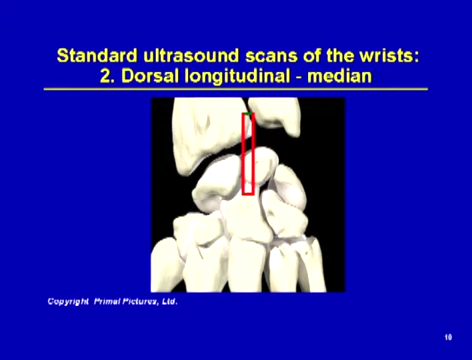 Standard ultrasound scans of the wrists:
2. Dorsal longitudinal - median
Copyright Primal Pictures, Ltd.
10